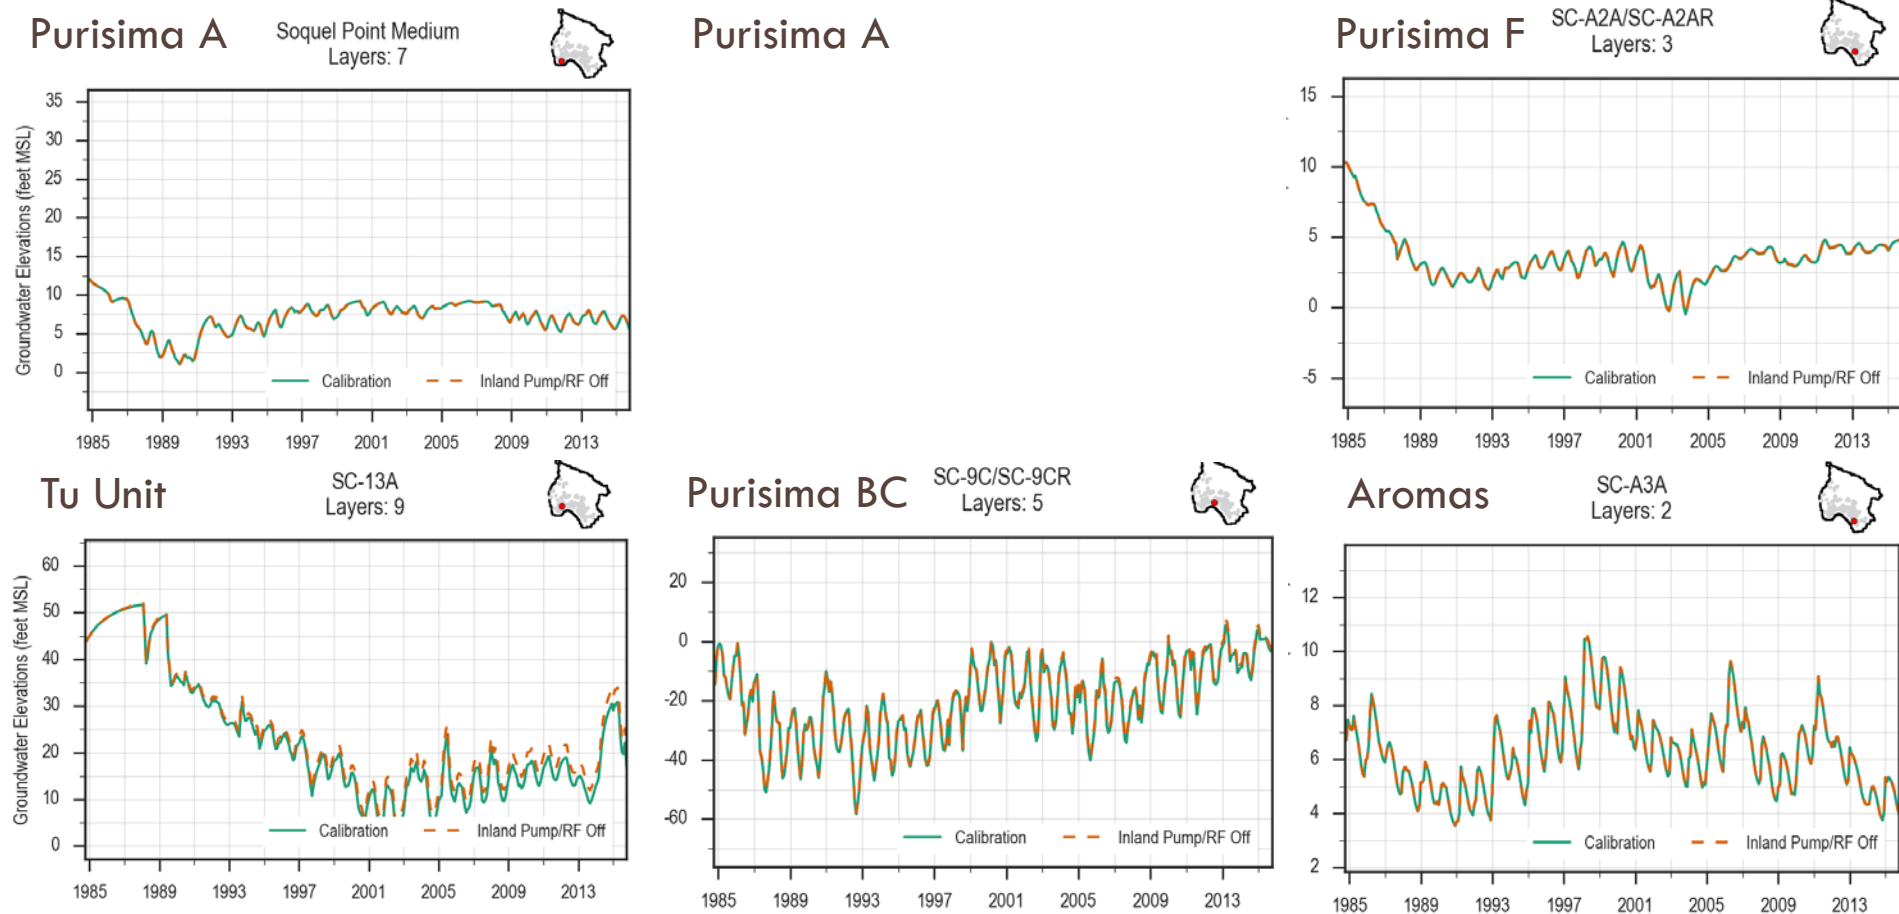 Purisima A
Soquel Point Medium
Layers: 7
Purisima A
Purisima F
SC-A2A/SC-A2AR
Layers: 3
Groundwater Elevations (feet MSL)
35
30
25
20
15
10
5
0
Calibration
Inland Pump/RF Off
1985 1989 1993 1997 2001 2005 2009 2013
15
10
5
0
-5
Calibration
Inland Pump/RF Off
1985 1989 1993 1997 2001 2005 2009 2013
Tu Unit
SC-13A
Layers: 9
Groundwater Elevations (feet MSL)
60
50
40
30
20
10
0
Calibration
Inland Pump/RF Off
1985 1989 1993 1997 2001 2005 2009 2013
Purisima BC
SC-9C/SC-9CR
Layers: 5
20
0
-20
-40
-60
Calibration
Inland Pump/RF Off
1985 1989 1993 1997 2001 2005 2009 2013
Aromas
SC-A3A
Layers: 2
12
10
8
6
4
2
Calibration
Inland Pump/RF Off
1985 1989 1993 1997 2001 2005 2009 2013